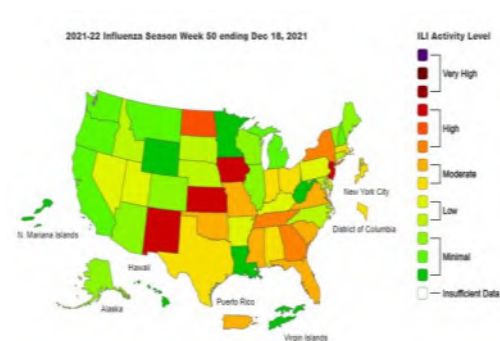 2021-22 Influenza Season Week 50 ending Dec 18, 2021
ILI Activity Level
Very High
High
Moderate
Low
Minimal
Insufficient Data
New York City
District of Columbia
N. Mariana Islands
Hawaii
Alaska
Puerto Rico
Virgin Islands